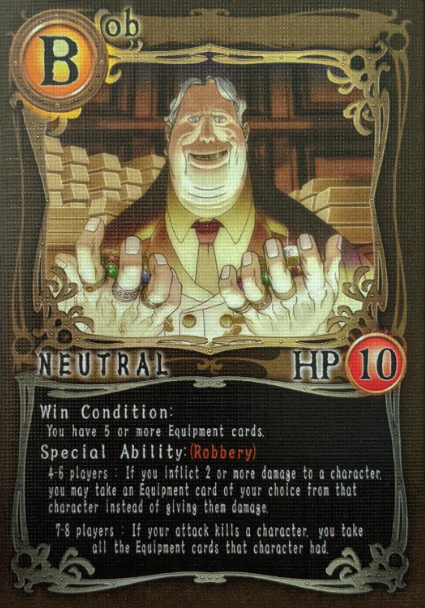 Bob
NEUTRAL
HP 10
Win Condition:
You have 5 or more Equipment cards.
Special Ability:(Robbery)
4-6 players : If you inflict 2 or more damage to a character,
you may take an Equipment card of your choice from that
character instead of giving them damage.
7-8 players : If your attack kills a character, you take
all the Equipment cards that character had.